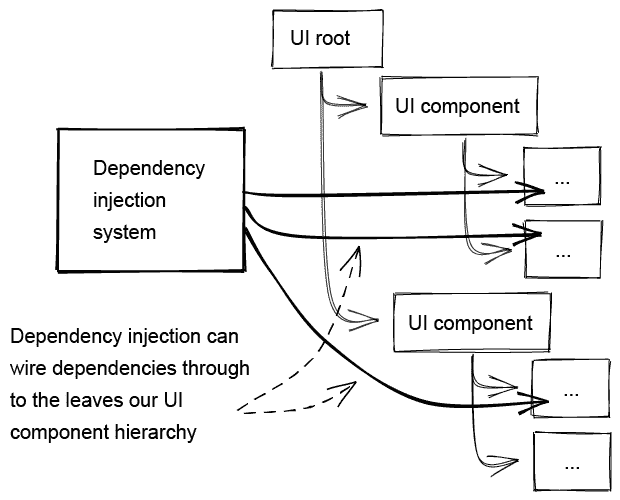 UI root
UI component
Dependency
injection
system
...
...
UI component
Dependency injection can
wire dependencies through
to the leaves our UI
component hierarchy
...
...